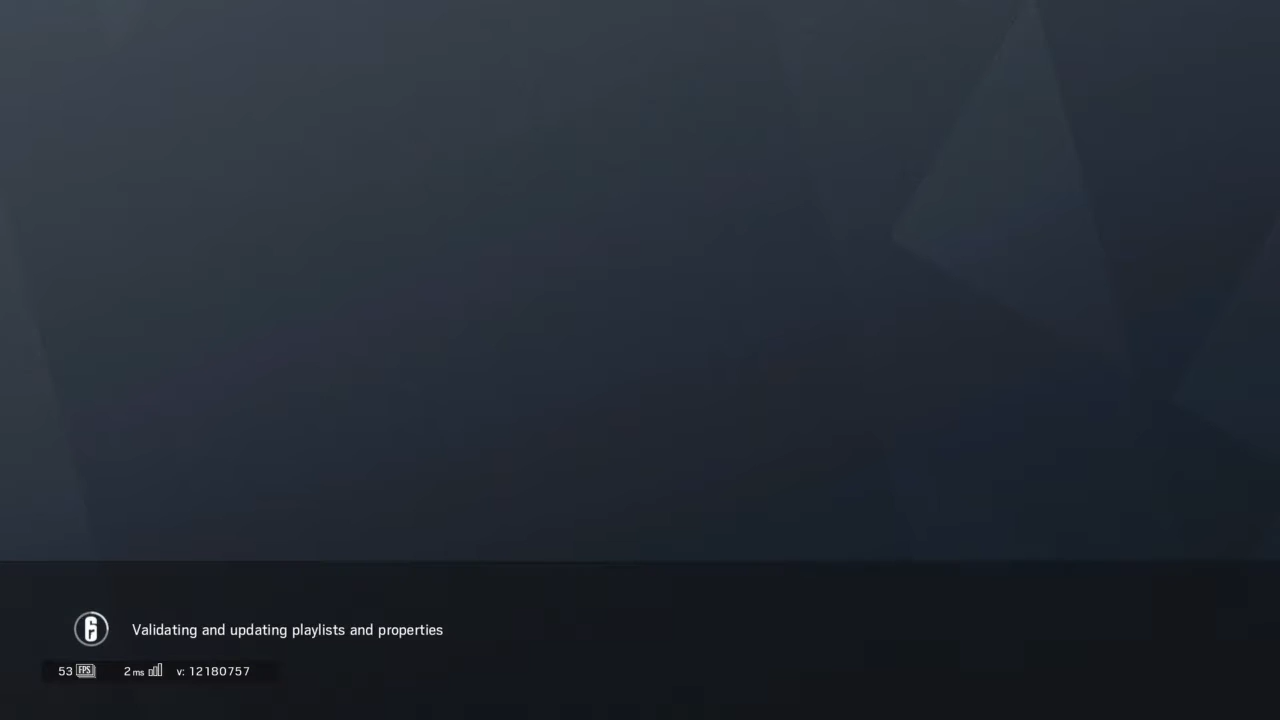 Validating and updating playlists and properties
53 FPS 2 ms v: 12180757